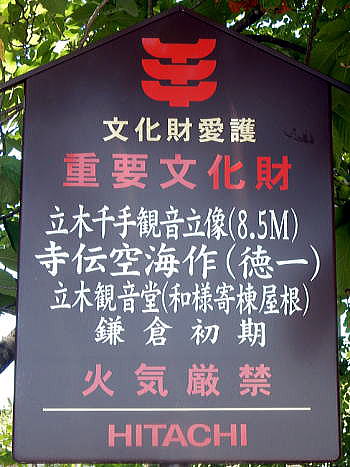 文化財愛護
重要文化財
立木千手観音立像(8.5M)
寺伝空海作(徳一)
立木観音堂(和様寄棟屋根)
鎌倉初期
火気厳禁
HITACHI